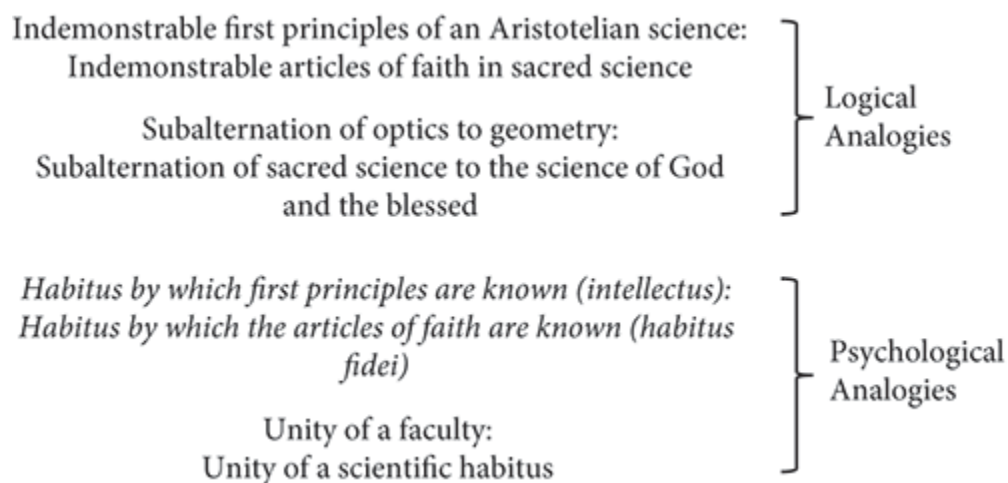 Indemonstrable first principles of an Aristotelian science:
Indemonstrable articles of faith in sacred science
Subalternation of optics to geometry:
Subalternation of sacred science to the science of God
and the blessed
Logical
Analogies
Habitus by which first principles are known (intellectus):
Habitus by which the articles of faith are known (habitus
fidei)
Unity of a faculty:
Unity of a scientific habitus
Psychological
Analogies